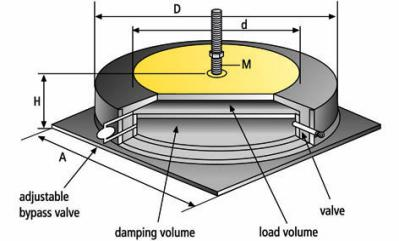 D
d
M
H
A
adjustable
bypass valve
damping volume
load volume
valve